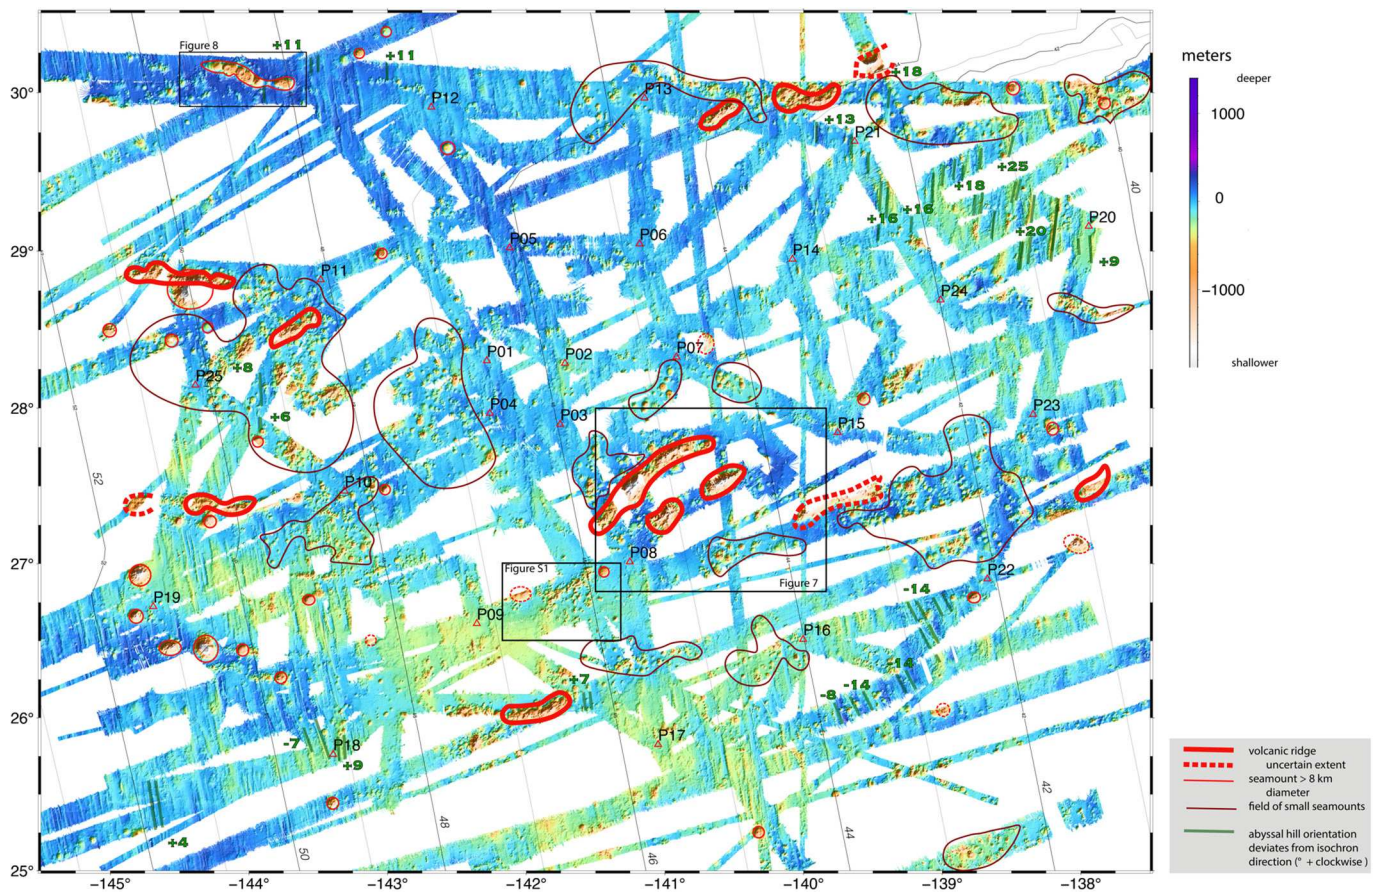 Figure 8
+11
+11
+18
meters
deeper
1000
0
−1000
shallower
30°
P12
P13
+13
P21
+25
+18
40
+16
+16
P20
+20
P05
P06
P14
+9
29°
P11
P24
P01
P02
P07
+8
P25
28°
P04
P03
P15
P23
+6
52
P10
27°
P08
Figure S1
Figure 7
P22
P19
-14
P09
P16
-14
+7
-14
-8
26°
-7
P18
+9
P17
+4
48
50
46
44
42
25°
−145°
−144°
−143°
−142°
−141°
−140°
−139°
−138°
volcanic ridge
uncertain extent
seamount > 8 km
diameter
field of small seamounts
abyssal hill orientation
deviates from isochron
direction (° + clockwise )